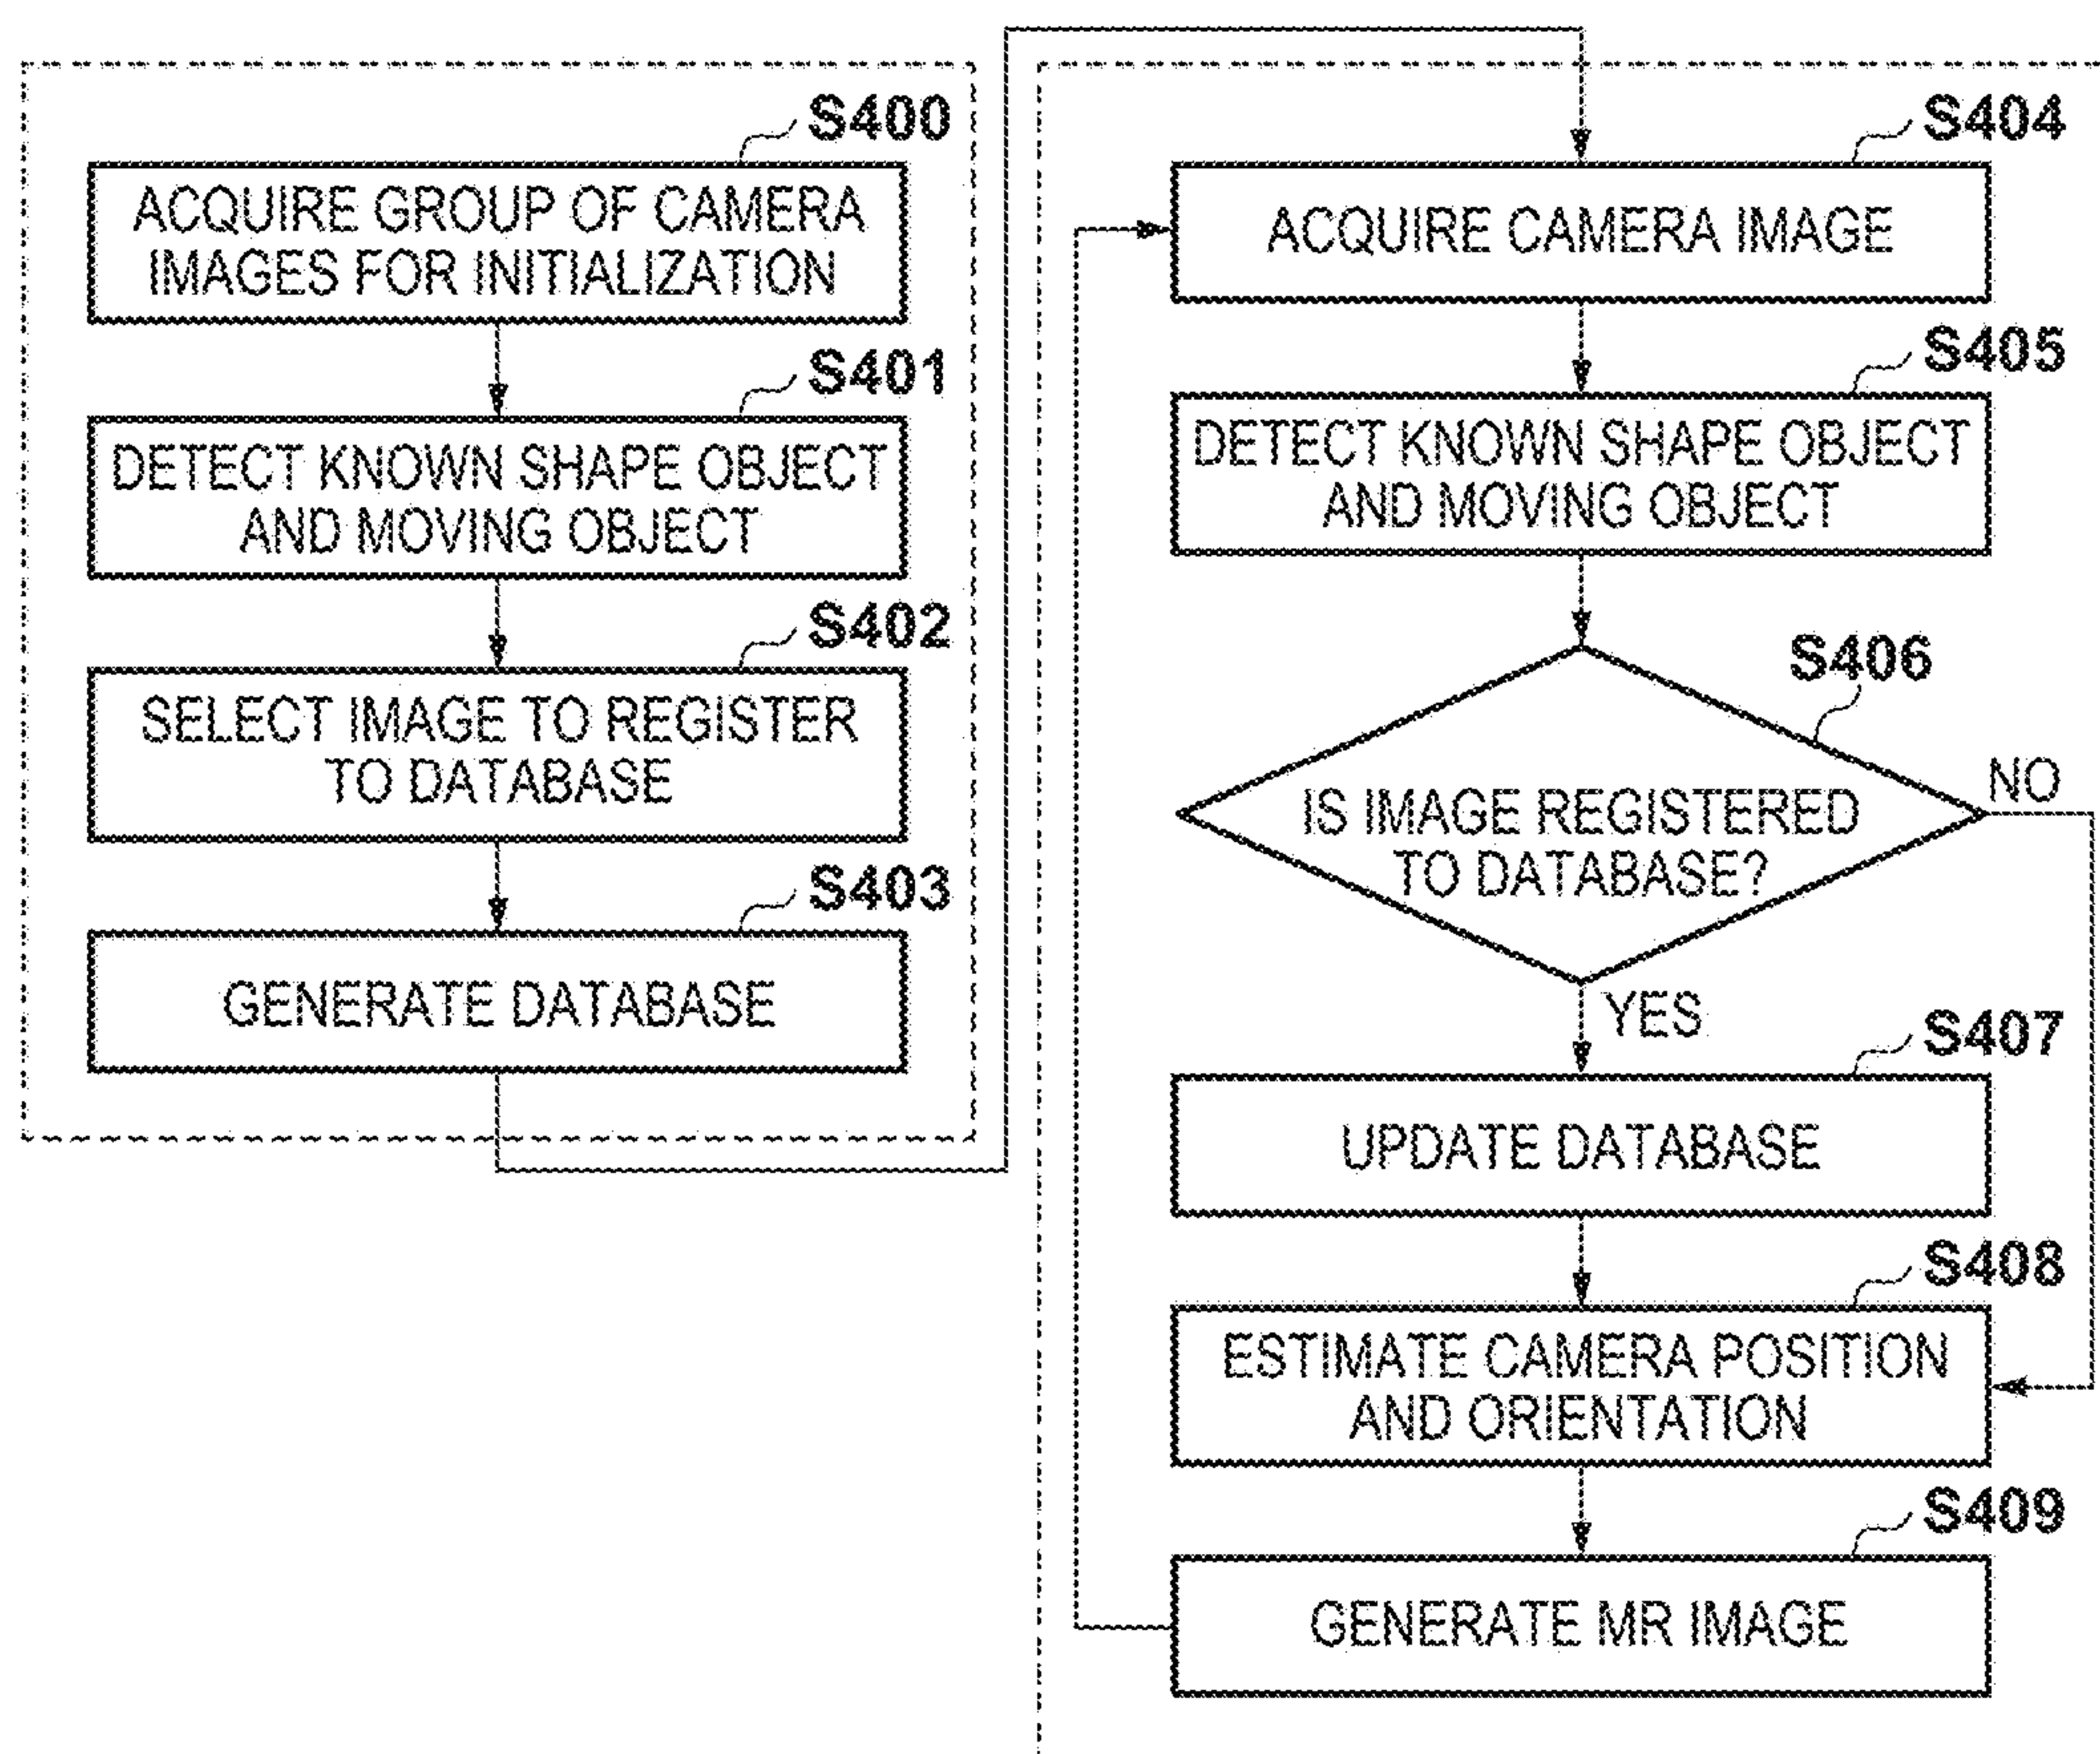 S400
ACQUIRE GROUP OF CAMERA
IMAGES FOR INITIALIZATION
S401
DETECT KNOWN SHAPE OBJECT
AND MOVING OBJECT
S402
SELECT IMAGE TO REGISTER
TO DATABASE
S403
GENERATE DATABASE
S404
ACQUIRE CAMERA IMAGE
S405
DETECT KNOWN SHAPE OBJECT
AND MOVING OBJECT
S406
IS IMAGE REGISTERED
TO DATABASE?
NO
YES
S407
UPDATE DATABASE
S408
ESTIMATE CAMERA POSITION
AND ORIENTATION
S409
GENERATE MR IMAGE